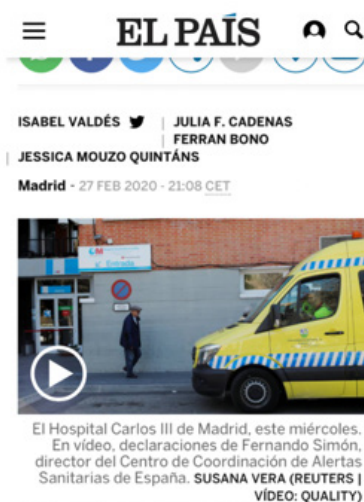 EL PAÍS
ISABEL VALDÉS
JULIA F. CADENAS
FERRAN BONO
JESSICA MOUZO QUINTÁNS
Madrid - 27 FEB 2020 - 21:08 CET
Entrada
El Hospital Carlos III de Madrid, este miércoles.
En vídeo, declaraciones de Fernando Simón,
director del Centro de Coordinación de Alertas
Sanitarias de España. SUSANA VERA (REUTERS |
VÍDEO: QUALITY)